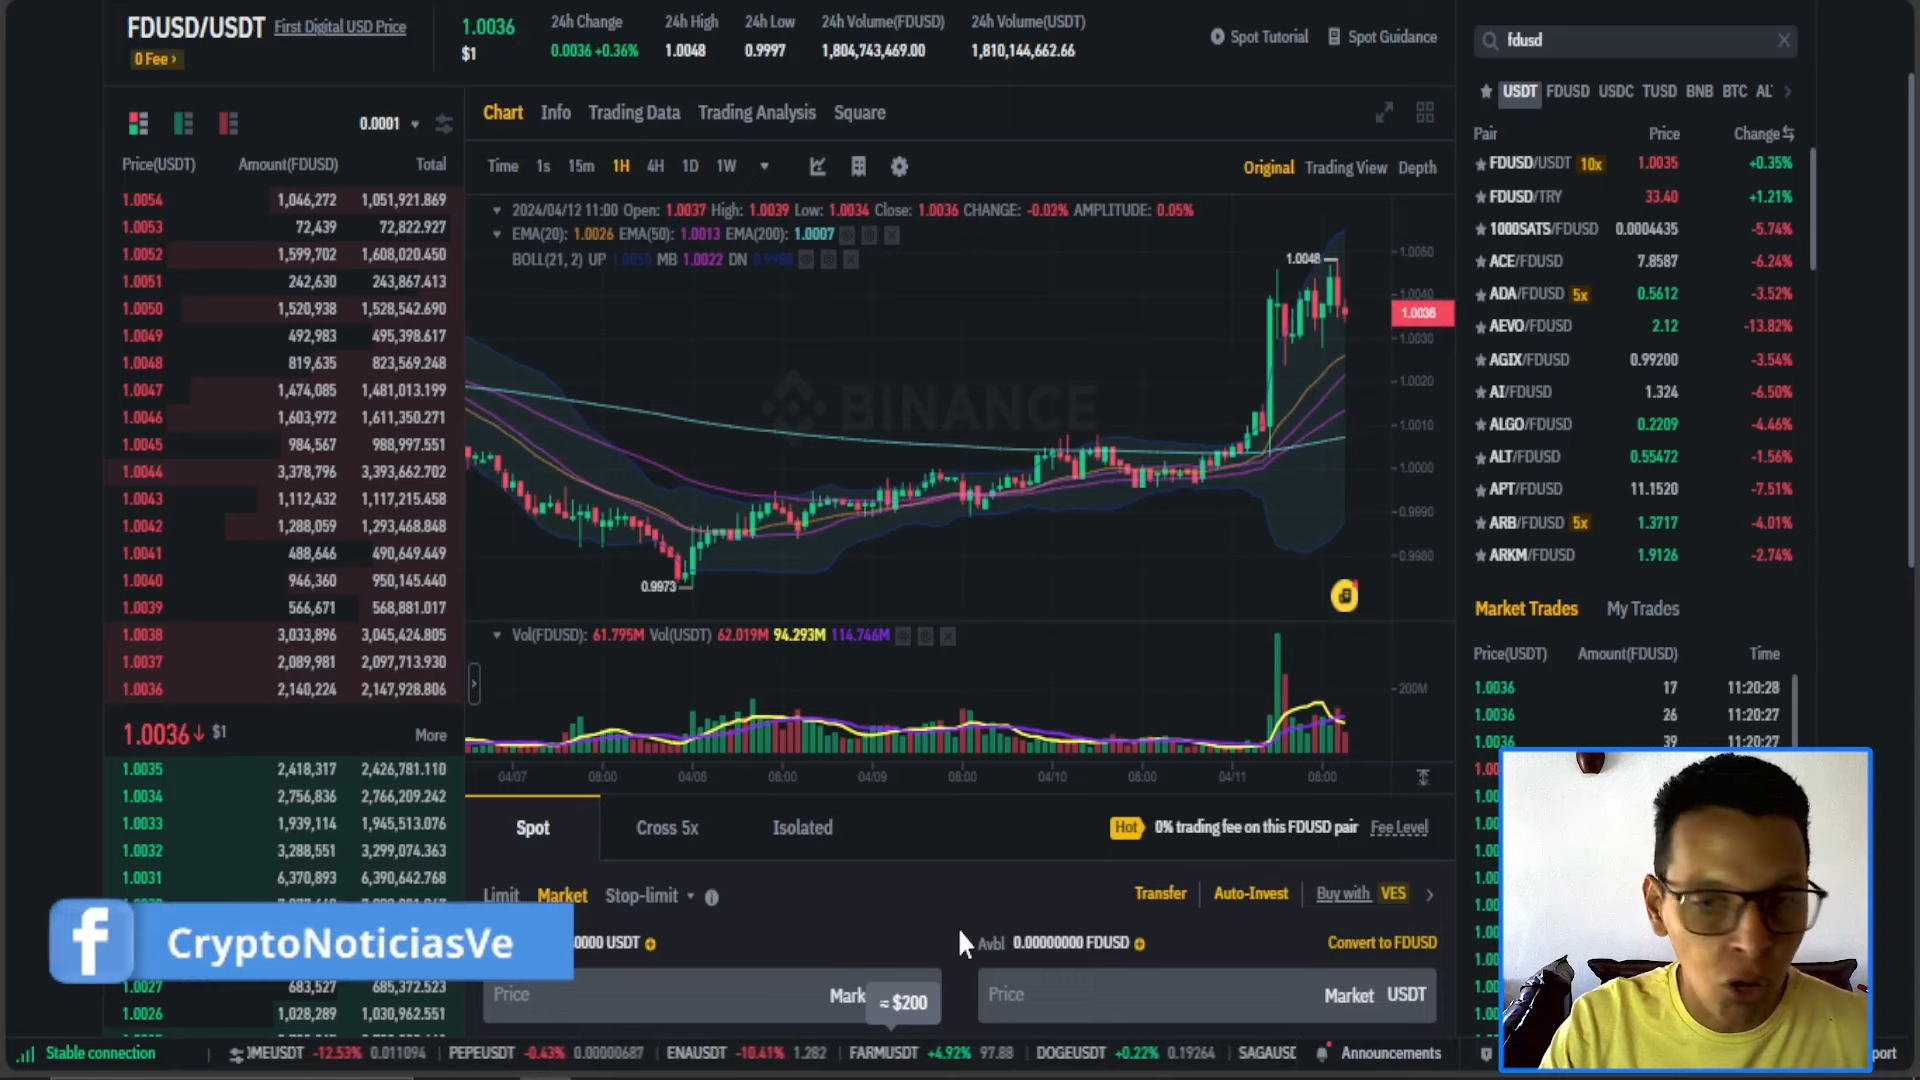 FDUSD/USDT First Digital USD Price
0 Fee ›
1.0036
$1
24h Change
0.0036 +0.36%
24h High
1.0048
24h Low
0.9997
24h Volume(FDUSD)
1,804,743,469.00
24h Volume(USDT)
1,810,144,662.66
Spot Tutorial Spot Guidance
0.0001
Price(USDT) Amount(FDUSD) Total
1.0054 1,046,272 1,051,921.869
1.0053 72,439 72,822.927
1.0052 1,599,702 1,608,020.450
1.0051 242,630 243,867.413
1.0050 1,520,938 1,528,542.690
1.0049 492,983 495,398.617
1.0048 819,635 823,569.248
1.0047 1,474,085 1,481,013.199
1.0046 1,603,972 1,611,350.271
1.0045 984,567 988,997.551
1.0044 3,378,796 3,393,662.702
1.0043 1,112,432 1,117,215.458
1.0042 1,288,059 1,293,468.848
1.0041 488,646 490,649.449
1.0040 946,360 950,145.440
1.0039 566,671 568,881.017
1.0038 3,033,896 3,045,424.805
1.0037 2,089,981 2,097,713.930
1.0036 2,140,224 2,147,928.806
1.0036↓ $1 More
1.0035 2,418,317 2,426,781.110
1.0034 2,756,836 2,766,209.242
1.0033 1,939,114 1,945,513.076
1.0032 3,288,551 3,299,074.363
1.0031 6,370,893 6,390,642.768
CryptoNoticiasVe
1.0027 683,527 685,372.523
1.0026 1,028,289 1,030,962.551
Chart Info Trading Data Trading Analysis Square
Time 1s 15m 1H 4H 1D 1W
Original Trading View Depth
2024/04/12 11:00 Open: 1.0037 High: 1.0039 Low: 1.0034 Close: 1.0036 CHANGE: -0.02% AMPLITUDE: 0.05%
EMA(20): 1.0026 EMA(50): 1.0013 EMA(200): 1.0007
BOLL(21, 2) UP MB 1.0022 DN
BINANCE
1.0048
0.9973
1.0050
1.0040
1.0036
1.0030
1.0020
1.0010
1.0000
0.9990
0.9980
Vol(FDUSD): 61.795M Vol(USDT) 62.019M 94.293M 114.746M
200M
04/07 08:00 04/08 08:00 04/09 08:00 04/10 08:00 04/11 08:00
Spot Cross 5x Isolated
Hot 0% trading fee on this FDUSD pair Fee Level
Limit Market Stop-limit
Transfer Auto-Invest Buy with VES
0000 USDT
Avbl 0.00000000 FDUSD
Convert to FDUSD
Price Mark
≈ $200
Price Market USDT
fdusd
USDT FDUSD USDC TUSD BNB BTC AL
Pair Price Change
FDUSD/USDT 10x 1.0035 +0.35%
FDUSD/TRY 33.40 +1.21%
1000SATS/FDUSD 0.0004435 -5.74%
ACE/FDUSD 7.8587 -6.24%
ADA/FDUSD 5x 0.5612 -3.52%
AEVO/FDUSD 2.12 -13.82%
AGIX/FDUSD 0.99200 -3.54%
AI/FDUSD 1.324 -6.50%
ALGO/FDUSD 0.2209 -4.46%
ALT/FDUSD 0.55472 -1.56%
APT/FDUSD 11.1520 -7.51%
ARB/FDUSD 5x 1.3717 -4.01%
ARKM/FDUSD 1.9126 -2.74%
Market Trades My Trades
Price(USDT) Amount(FDUSD) Time
1.0036 17 11:20:28
1.0036 26 11:20:27
1.0036 39 11:20:27
Stable connection
OMEUSDT -12.53% 0.011094 PEPEUSDT -0.43% 0.00000687 ENAUSDT -10.41% 1.282 FARMUSDT +4.92% 97.88 DOGEUSDT +0.22% 0.19264 SAGAUSD Announcements port